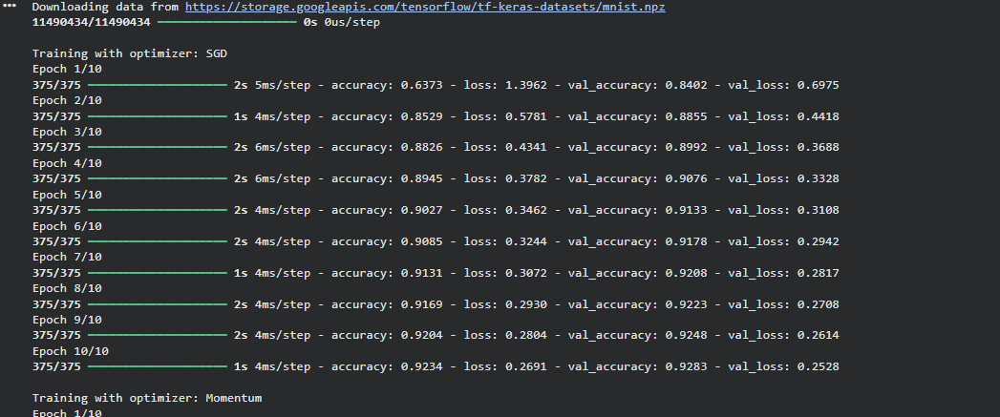 Downloading data from https://storage.googleapis.com/tensorflow/tf-keras-datasets/mnist.npz
11490434/11490434 ━━━━━━━━━━━━━━━━━━━━ 0s 0us/step
Training with optimizer: SGD
Epoch 1/10
375/375 ━━━━━━━━━━━━━━━━━━━━ 2s 5ms/step - accuracy: 0.6373 - loss: 1.3962 - val_accuracy: 0.8402 - val_loss: 0.6975
Epoch 2/10
375/375 ━━━━━━━━━━━━━━━━━━━━ 1s 4ms/step - accuracy: 0.8529 - loss: 0.5781 - val_accuracy: 0.8855 - val_loss: 0.4418
Epoch 3/10
375/375 ━━━━━━━━━━━━━━━━━━━━ 2s 6ms/step - accuracy: 0.8826 - loss: 0.4341 - val_accuracy: 0.8992 - val_loss: 0.3688
Epoch 4/10
375/375 ━━━━━━━━━━━━━━━━━━━━ 2s 6ms/step - accuracy: 0.8945 - loss: 0.3782 - val_accuracy: 0.9076 - val_loss: 0.3328
Epoch 5/10
375/375 ━━━━━━━━━━━━━━━━━━━━ 2s 4ms/step - accuracy: 0.9027 - loss: 0.3462 - val_accuracy: 0.9133 - val_loss: 0.3108
Epoch 6/10
375/375 ━━━━━━━━━━━━━━━━━━━━ 2s 4ms/step - accuracy: 0.9085 - loss: 0.3244 - val_accuracy: 0.9178 - val_loss: 0.2942
Epoch 7/10
375/375 ━━━━━━━━━━━━━━━━━━━━ 1s 4ms/step - accuracy: 0.9131 - loss: 0.3072 - val_accuracy: 0.9208 - val_loss: 0.2817
Epoch 8/10
375/375 ━━━━━━━━━━━━━━━━━━━━ 2s 4ms/step - accuracy: 0.9169 - loss: 0.2930 - val_accuracy: 0.9223 - val_loss: 0.2708
Epoch 9/10
375/375 ━━━━━━━━━━━━━━━━━━━━ 2s 4ms/step - accuracy: 0.9204 - loss: 0.2804 - val_accuracy: 0.9248 - val_loss: 0.2614
Epoch 10/10
375/375 ━━━━━━━━━━━━━━━━━━━━ 1s 4ms/step - accuracy: 0.9234 - loss: 0.2691 - val_accuracy: 0.9283 - val_loss: 0.2528
Training with optimizer: Momentum
Epoch 1/10